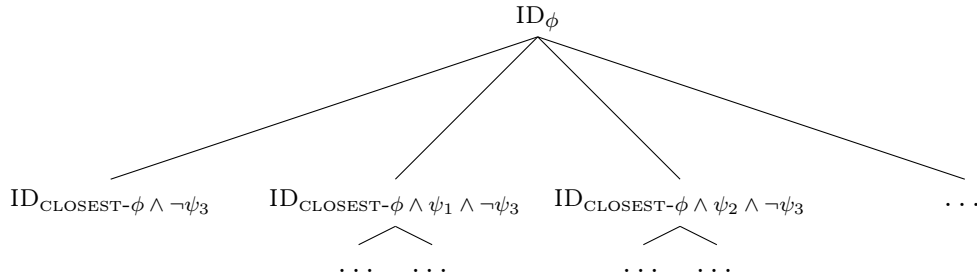 ID_ϕ
ID_CLOSEST-ϕ ∧ ¬ψ_3 ID_CLOSEST-ϕ ∧ ψ_1 ∧ ¬ψ_3 ID_CLOSEST-ϕ ∧ ψ_2 ∧ ¬ψ_3 ...
... ... ... ...